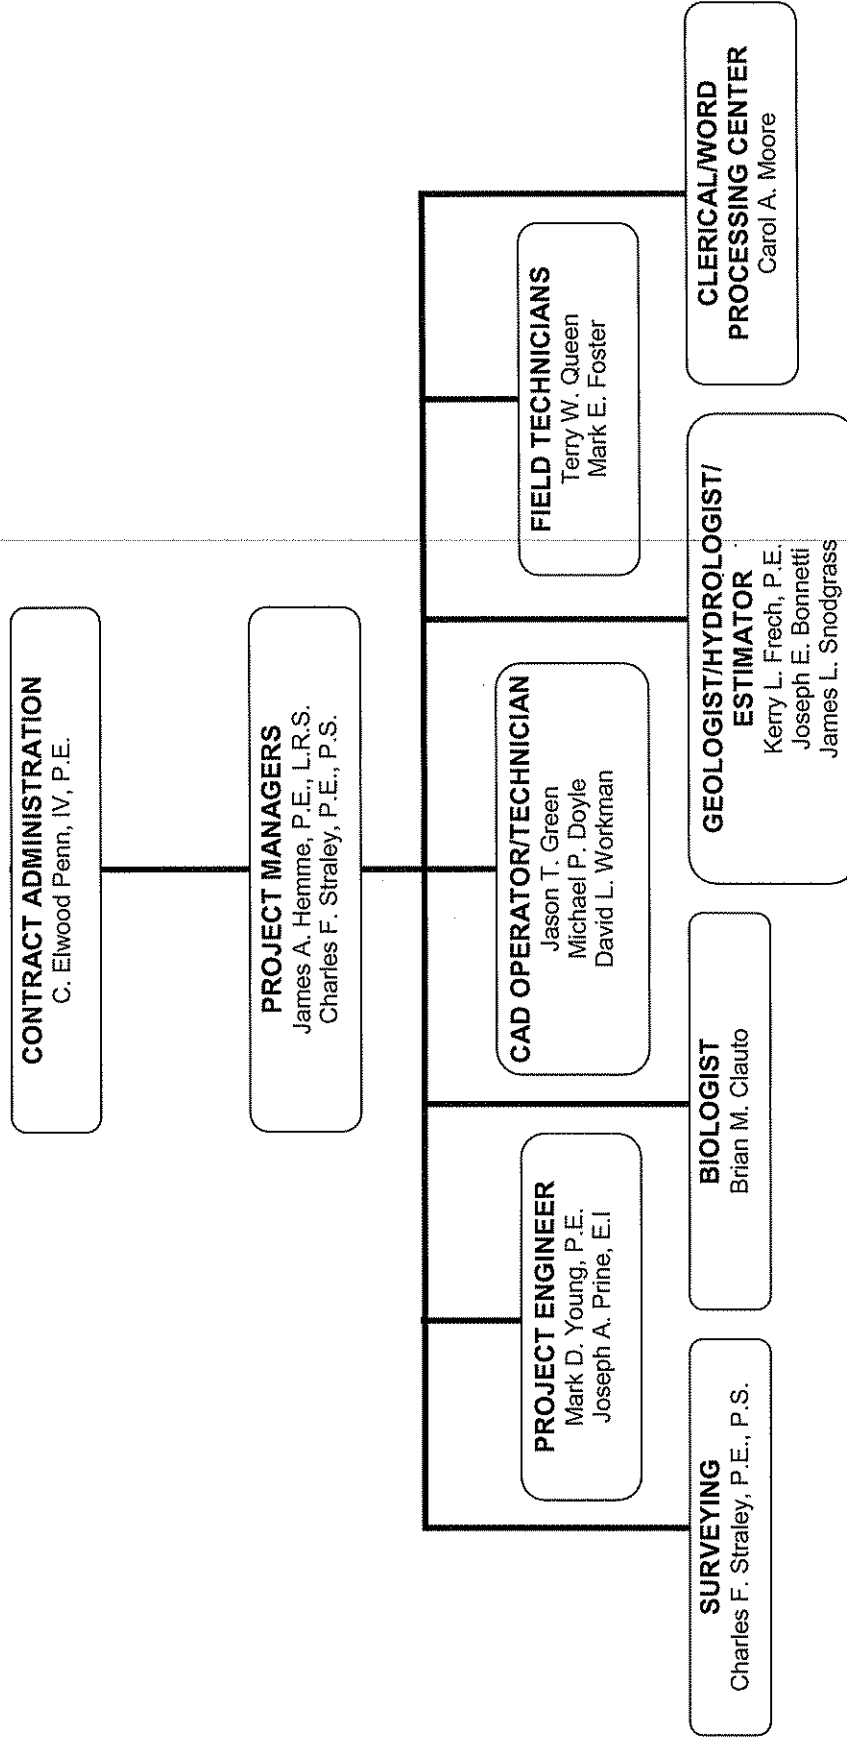 CONTRACT ADMINISTRATION
C. Elwood Penn, IV, P.E.
PROJECT MANAGERS
James A. Hemme, P.E., L.R.S.
Charles F. Straley, P.E., P.S.
PROJECT ENGINEER
Mark D. Young, P.E.
Joseph A. Prine, E.I
CAD OPERATOR/TECHNICIAN
Jason T. Green
Michael P. Doyle
David L. Workman
FIELD TECHNICIANS
Terry W. Queen
Mark E. Foster
SURVEYING
Charles F. Straley, P.E., P.S.
BIOLOGIST
Brian M. Clauto
GEOLOGIST/HYDROLOGIST/
ESTIMATOR
Kerry L. Frech, P.E.
Joseph E. Bonnetti
James L. Snodgrass
CLERICAL/WORD
PROCESSING CENTER
Carol A. Moore